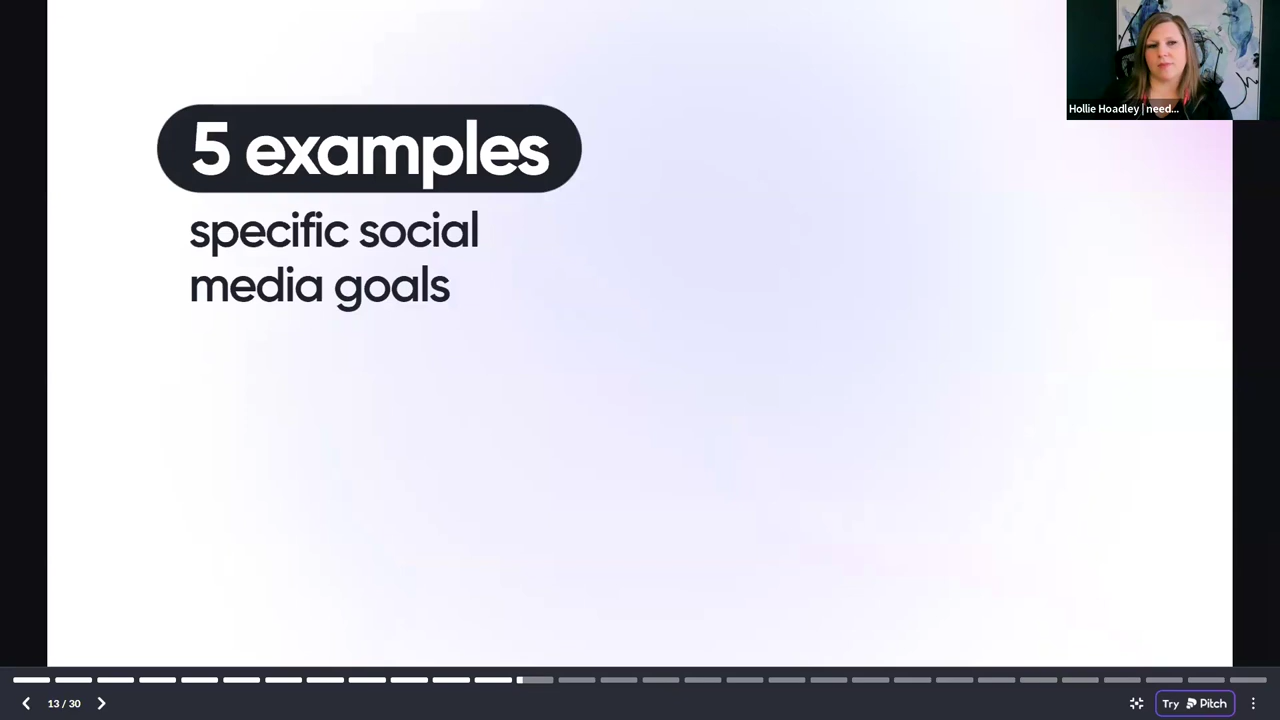 5 examples
specific social
media goals
Hollie Hoadley | need...
13 / 30
Try Pitch